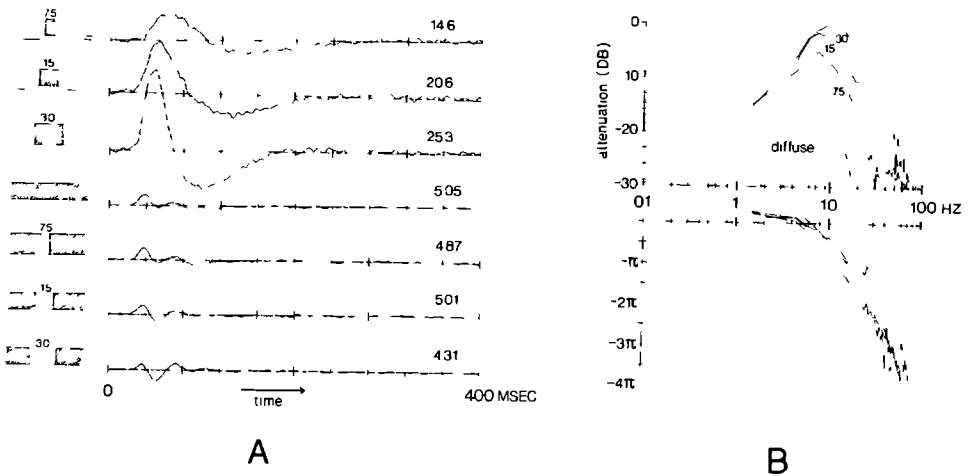 75
146
15
206
30
253
505
75
487
15
501
30
431
0
400 MSEC
time
A
attenuation (DB)
0
10
-20
-30
30
15
75
diffuse
01
1
10
100 HZ
-π
-2π
-3π
-4π
B